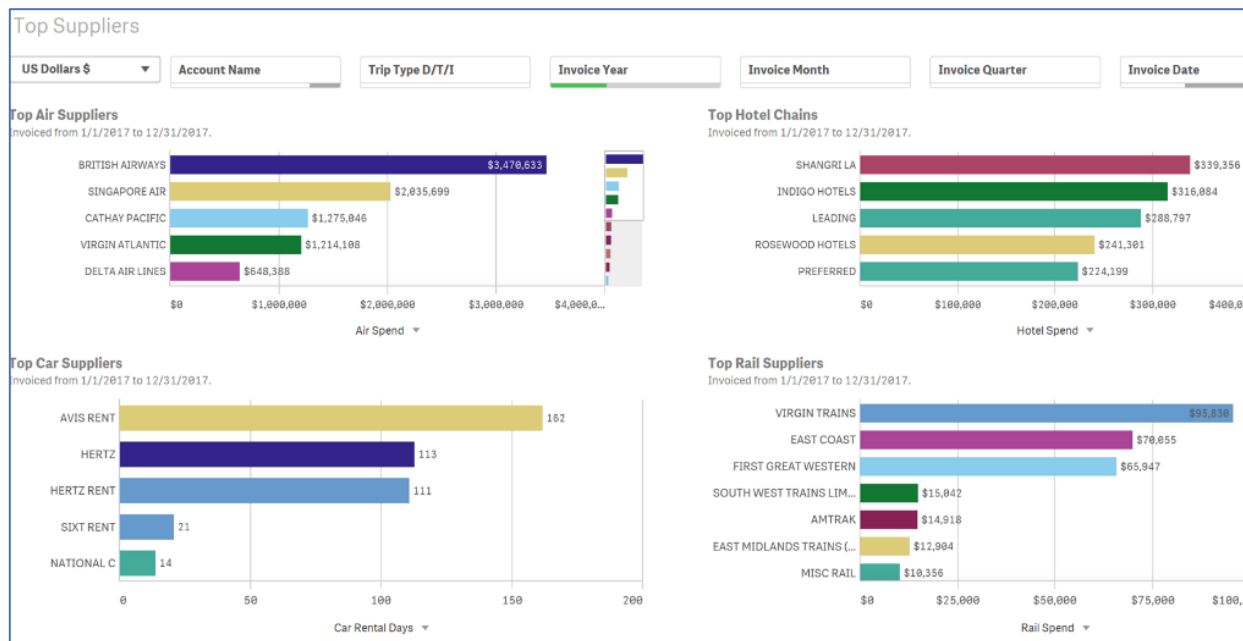 Top Suppliers
US Dollars $ Account Name Trip Type D/T/I Invoice Year Invoice Month Invoice Quarter Invoice Date
Top Air Suppliers
Invoiced from 1/1/2017 to 12/31/2017.
BRITISH AIRWAYS $3,470,633
SINGAPORE AIR $2,035,699
CATHAY PACIFIC $1,275,046
VIRGIN ATLANTIC $1,214,108
DELTA AIR LINES $648,388
$0 $1,000,000 $2,000,000 $3,000,000 $4,000,0...
Air Spend
Top Hotel Chains
Invoiced from 1/1/2017 to 12/31/2017.
SHANGRI LA $339,356
INDIGO HOTELS $316,084
LEADING $288,797
ROSEWOOD HOTELS $241,301
PREFERRED $224,199
$0 $100,000 $200,000 $300,000 $400,0
Hotel Spend
Top Car Suppliers
Invoiced from 1/1/2017 to 12/31/2017.
AVIS RENT 162
HERTZ 113
HERTZ RENT 111
SIXT RENT 21
NATIONAL C 14
0 50 100 150 200
Car Rental Days
Top Rail Suppliers
Invoiced from 1/1/2017 to 12/31/2017.
VIRGIN TRAINS $95,830
EAST COAST $70,055
FIRST GREAT WESTERN $65,947
SOUTH WEST TRAINS LIM... $15,042
AMTRAK $14,918
EAST MIDLANDS TRAINS (... $12,904
MISC RAIL $10,356
$0 $25,000 $50,000 $75,000 $100,
Rail Spend